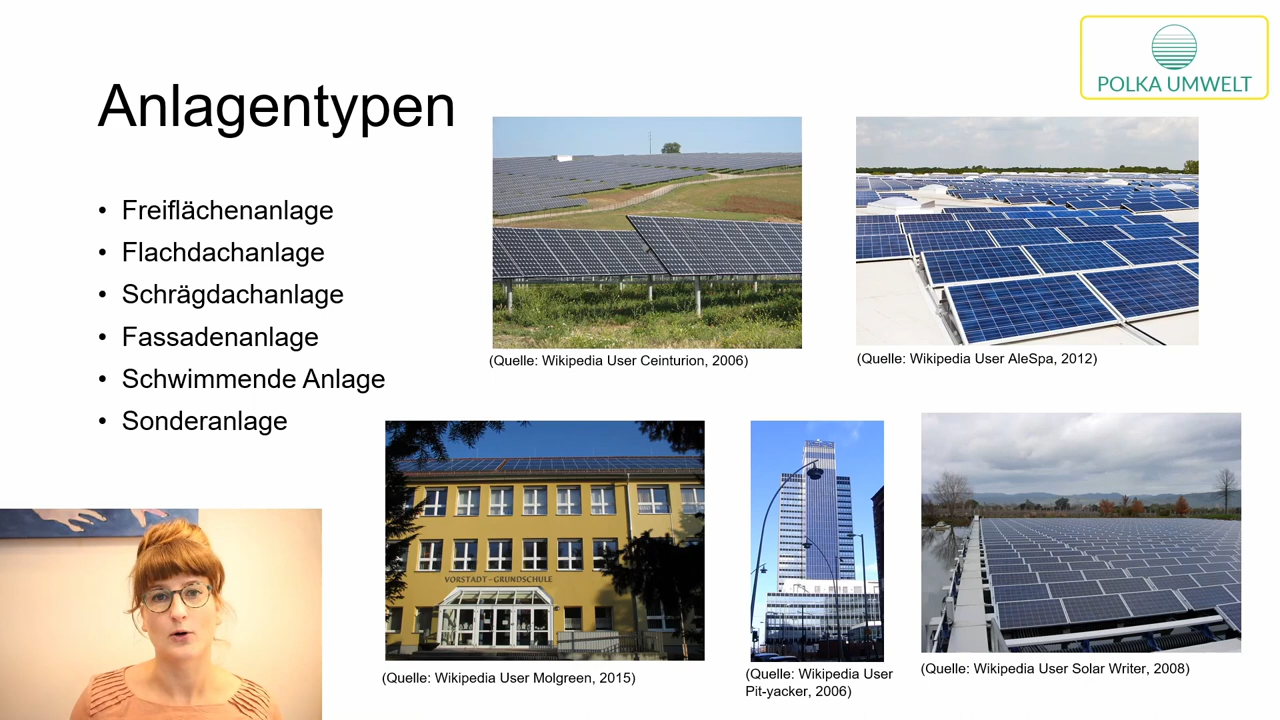 POLKA UMWELT
Anlagentypen
• Freiflächenanlage
• Flachdachanlage
• Schrägdachanlage
• Fassadenanlage
• Schwimmende Anlage
• Sonderanlage
(Quelle: Wikipedia User Ceinturion, 2006)
(Quelle: Wikipedia User AleSpa, 2012)
VORSTADT - GRUNDSCHULE
(Quelle: Wikipedia User Molgreen, 2015)
(Quelle: Wikipedia User
Pit-yacker, 2006)
(Quelle: Wikipedia User Solar Writer, 2008)